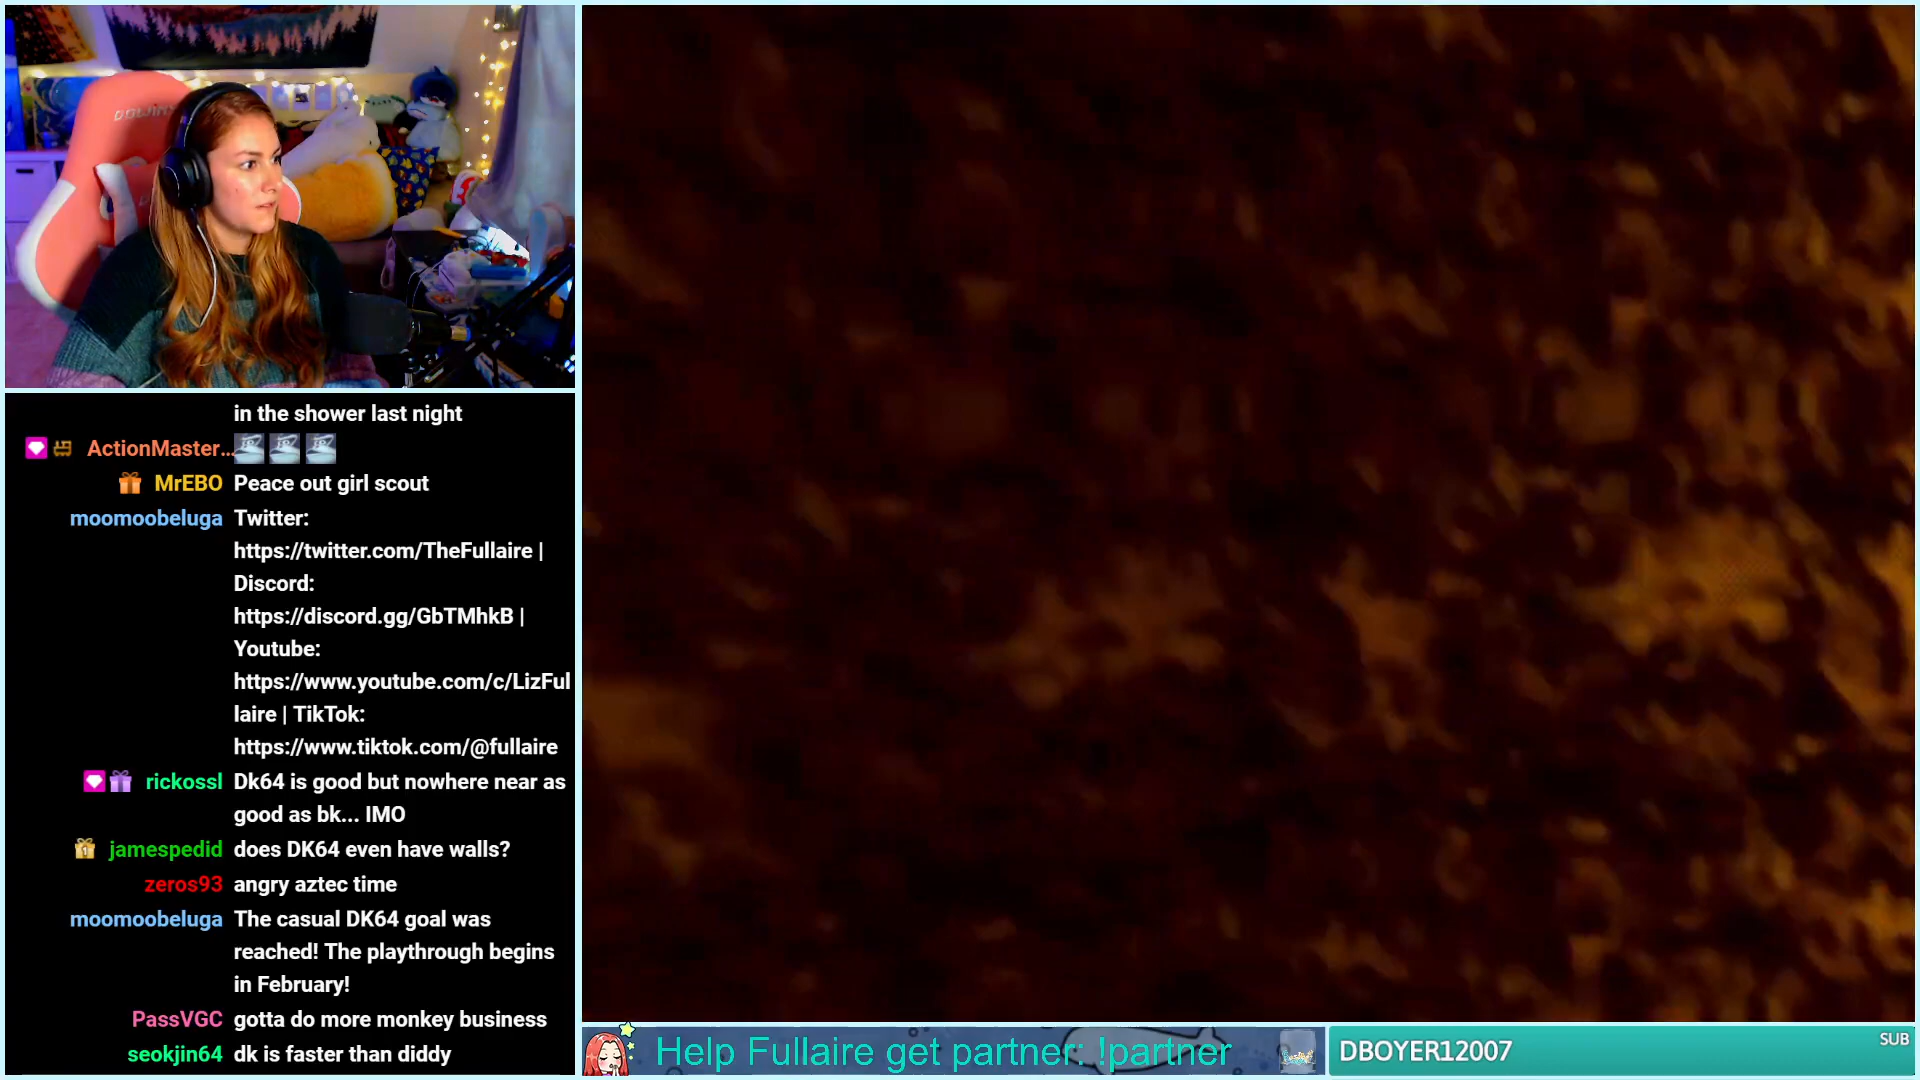 in the shower last night
ActionMaster...
MrEBO Peace out girl scout
moomoobeluga Twitter:
https://twitter.com/TheFullaire |
Discord:
https://discord.gg/GbTMhkB |
Youtube:
https://www.youtube.com/c/LizFul
laire | TikTok:
https://www.tiktok.com/@fullaire
rickossl Dk64 is good but nowhere near as
good as bk... IMO
jamespedid does DK64 even have walls?
zeros93 angry aztec time
moomoobeluga The casual DK64 goal was
reached! The playthrough begins
in February!
PassVGC gotta do more monkey business
seokjin64 dk is faster than diddy
Help Fullaire get partner: !partner
DBOYER12007
SUB